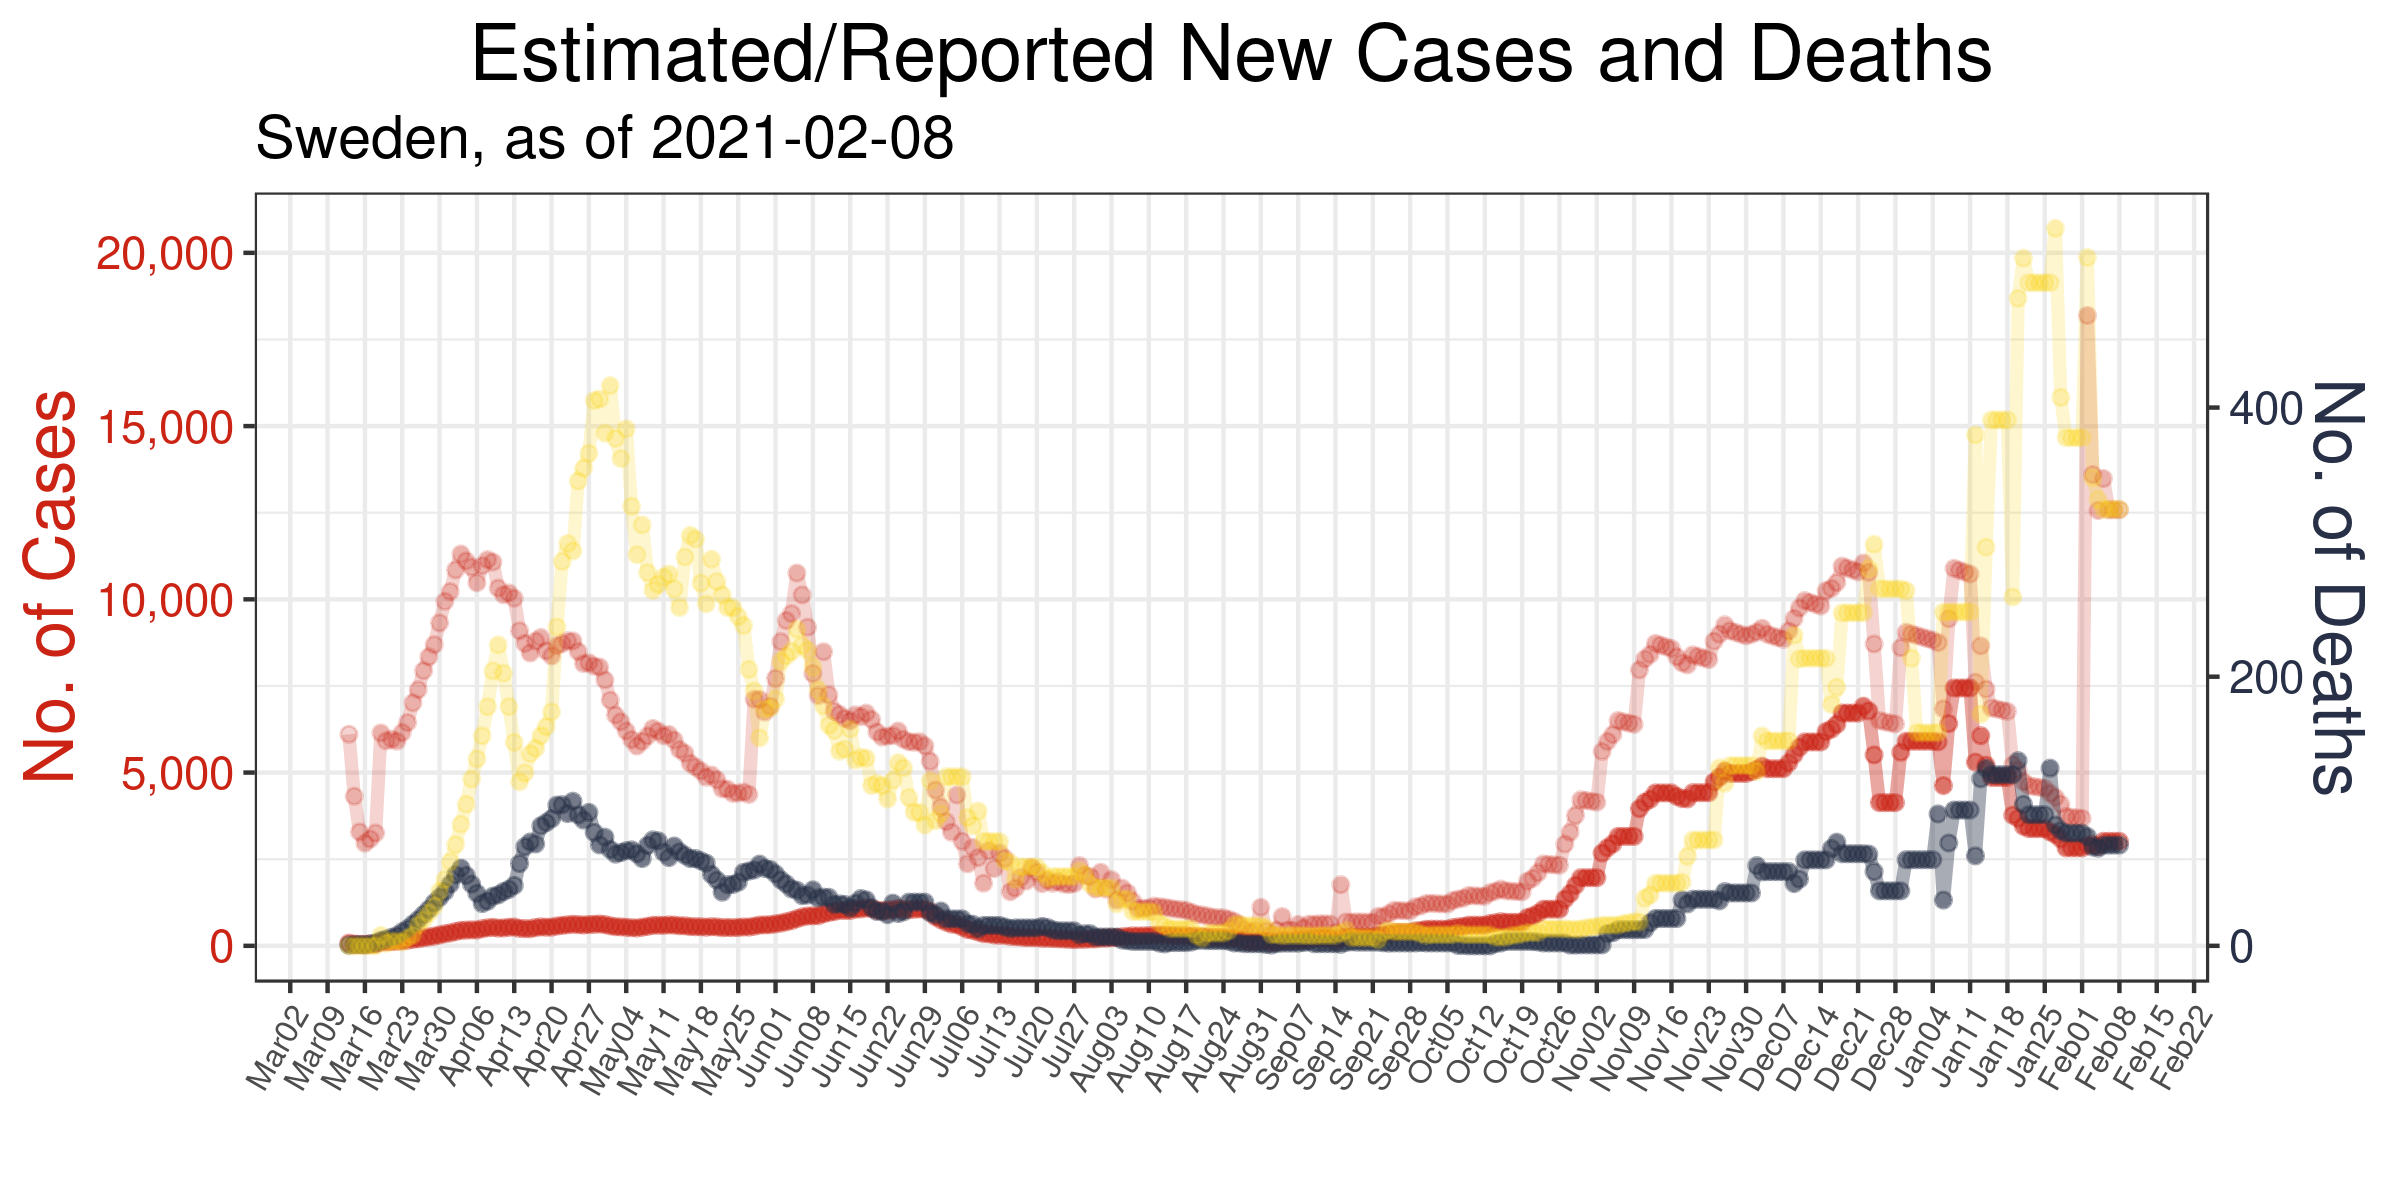 Estimated/Reported New Cases and Deaths
Sweden, as of 2021-02-08
No. of Cases
20,000
15,000
10,000
5,000
0
400
200
0
No. of Deaths
Mar02
Mar09
Mar16
Mar23
Mar30
Apr06
Apr13
Apr20
Apr27
May04
May11
May18
May25
Jun01
Jun08
Jun15
Jun22
Jun29
Jul06
Jul13
Jul20
Jul27
Aug03
Aug10
Aug17
Aug24
Aug31
Sep07
Sep14
Sep21
Sep28
Oct05
Oct12
Oct19
Oct26
Nov02
Nov09
Nov16
Nov23
Nov30
Dec07
Dec14
Dec21
Dec28
Jan04
Jan11
Jan18
Jan25
Feb01
Feb08
Feb15
Feb22